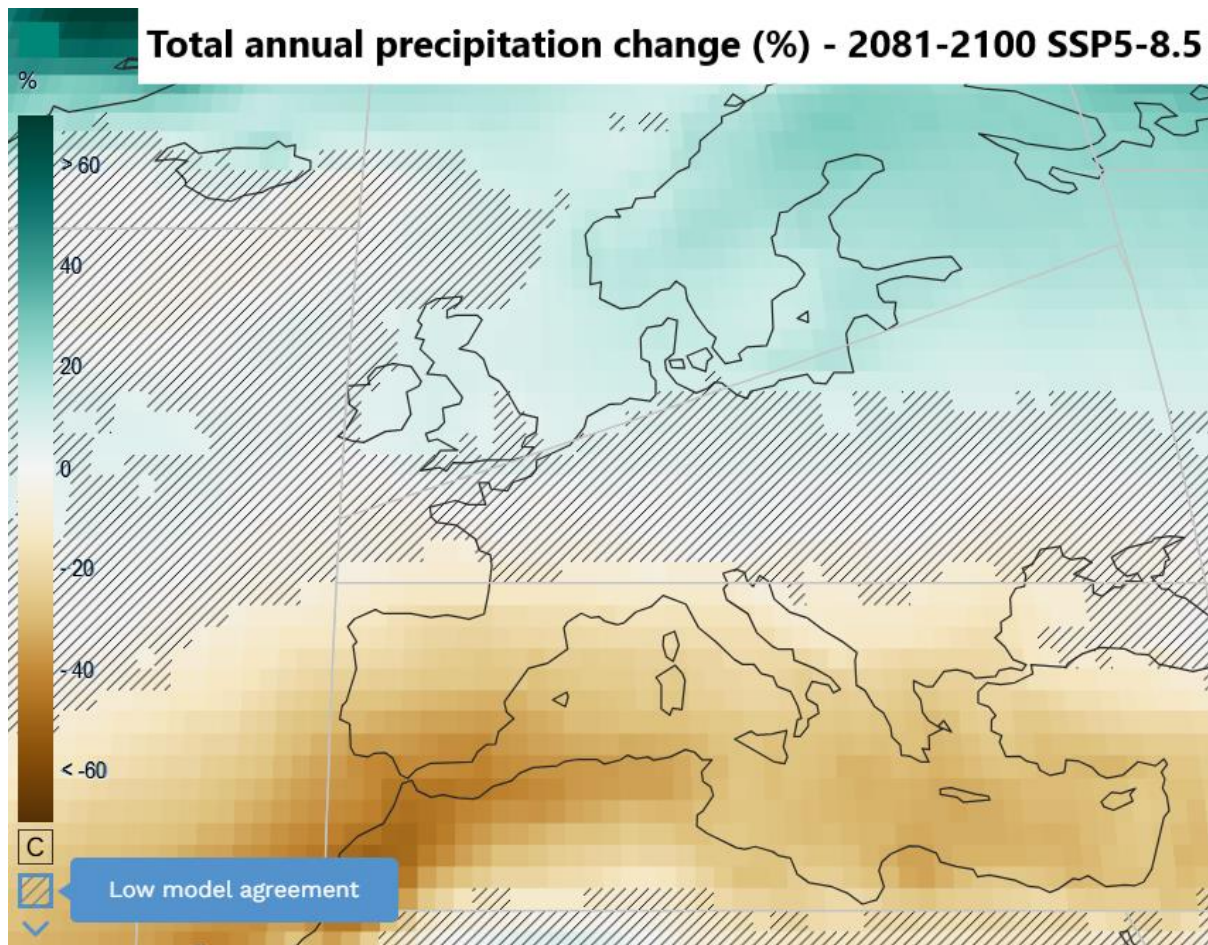 Total annual precipitation change (%) - 2081-2100 SSP5-8.5
%
> 60
40
20
0
- 20
- 40
< -60
C
Low model agreement